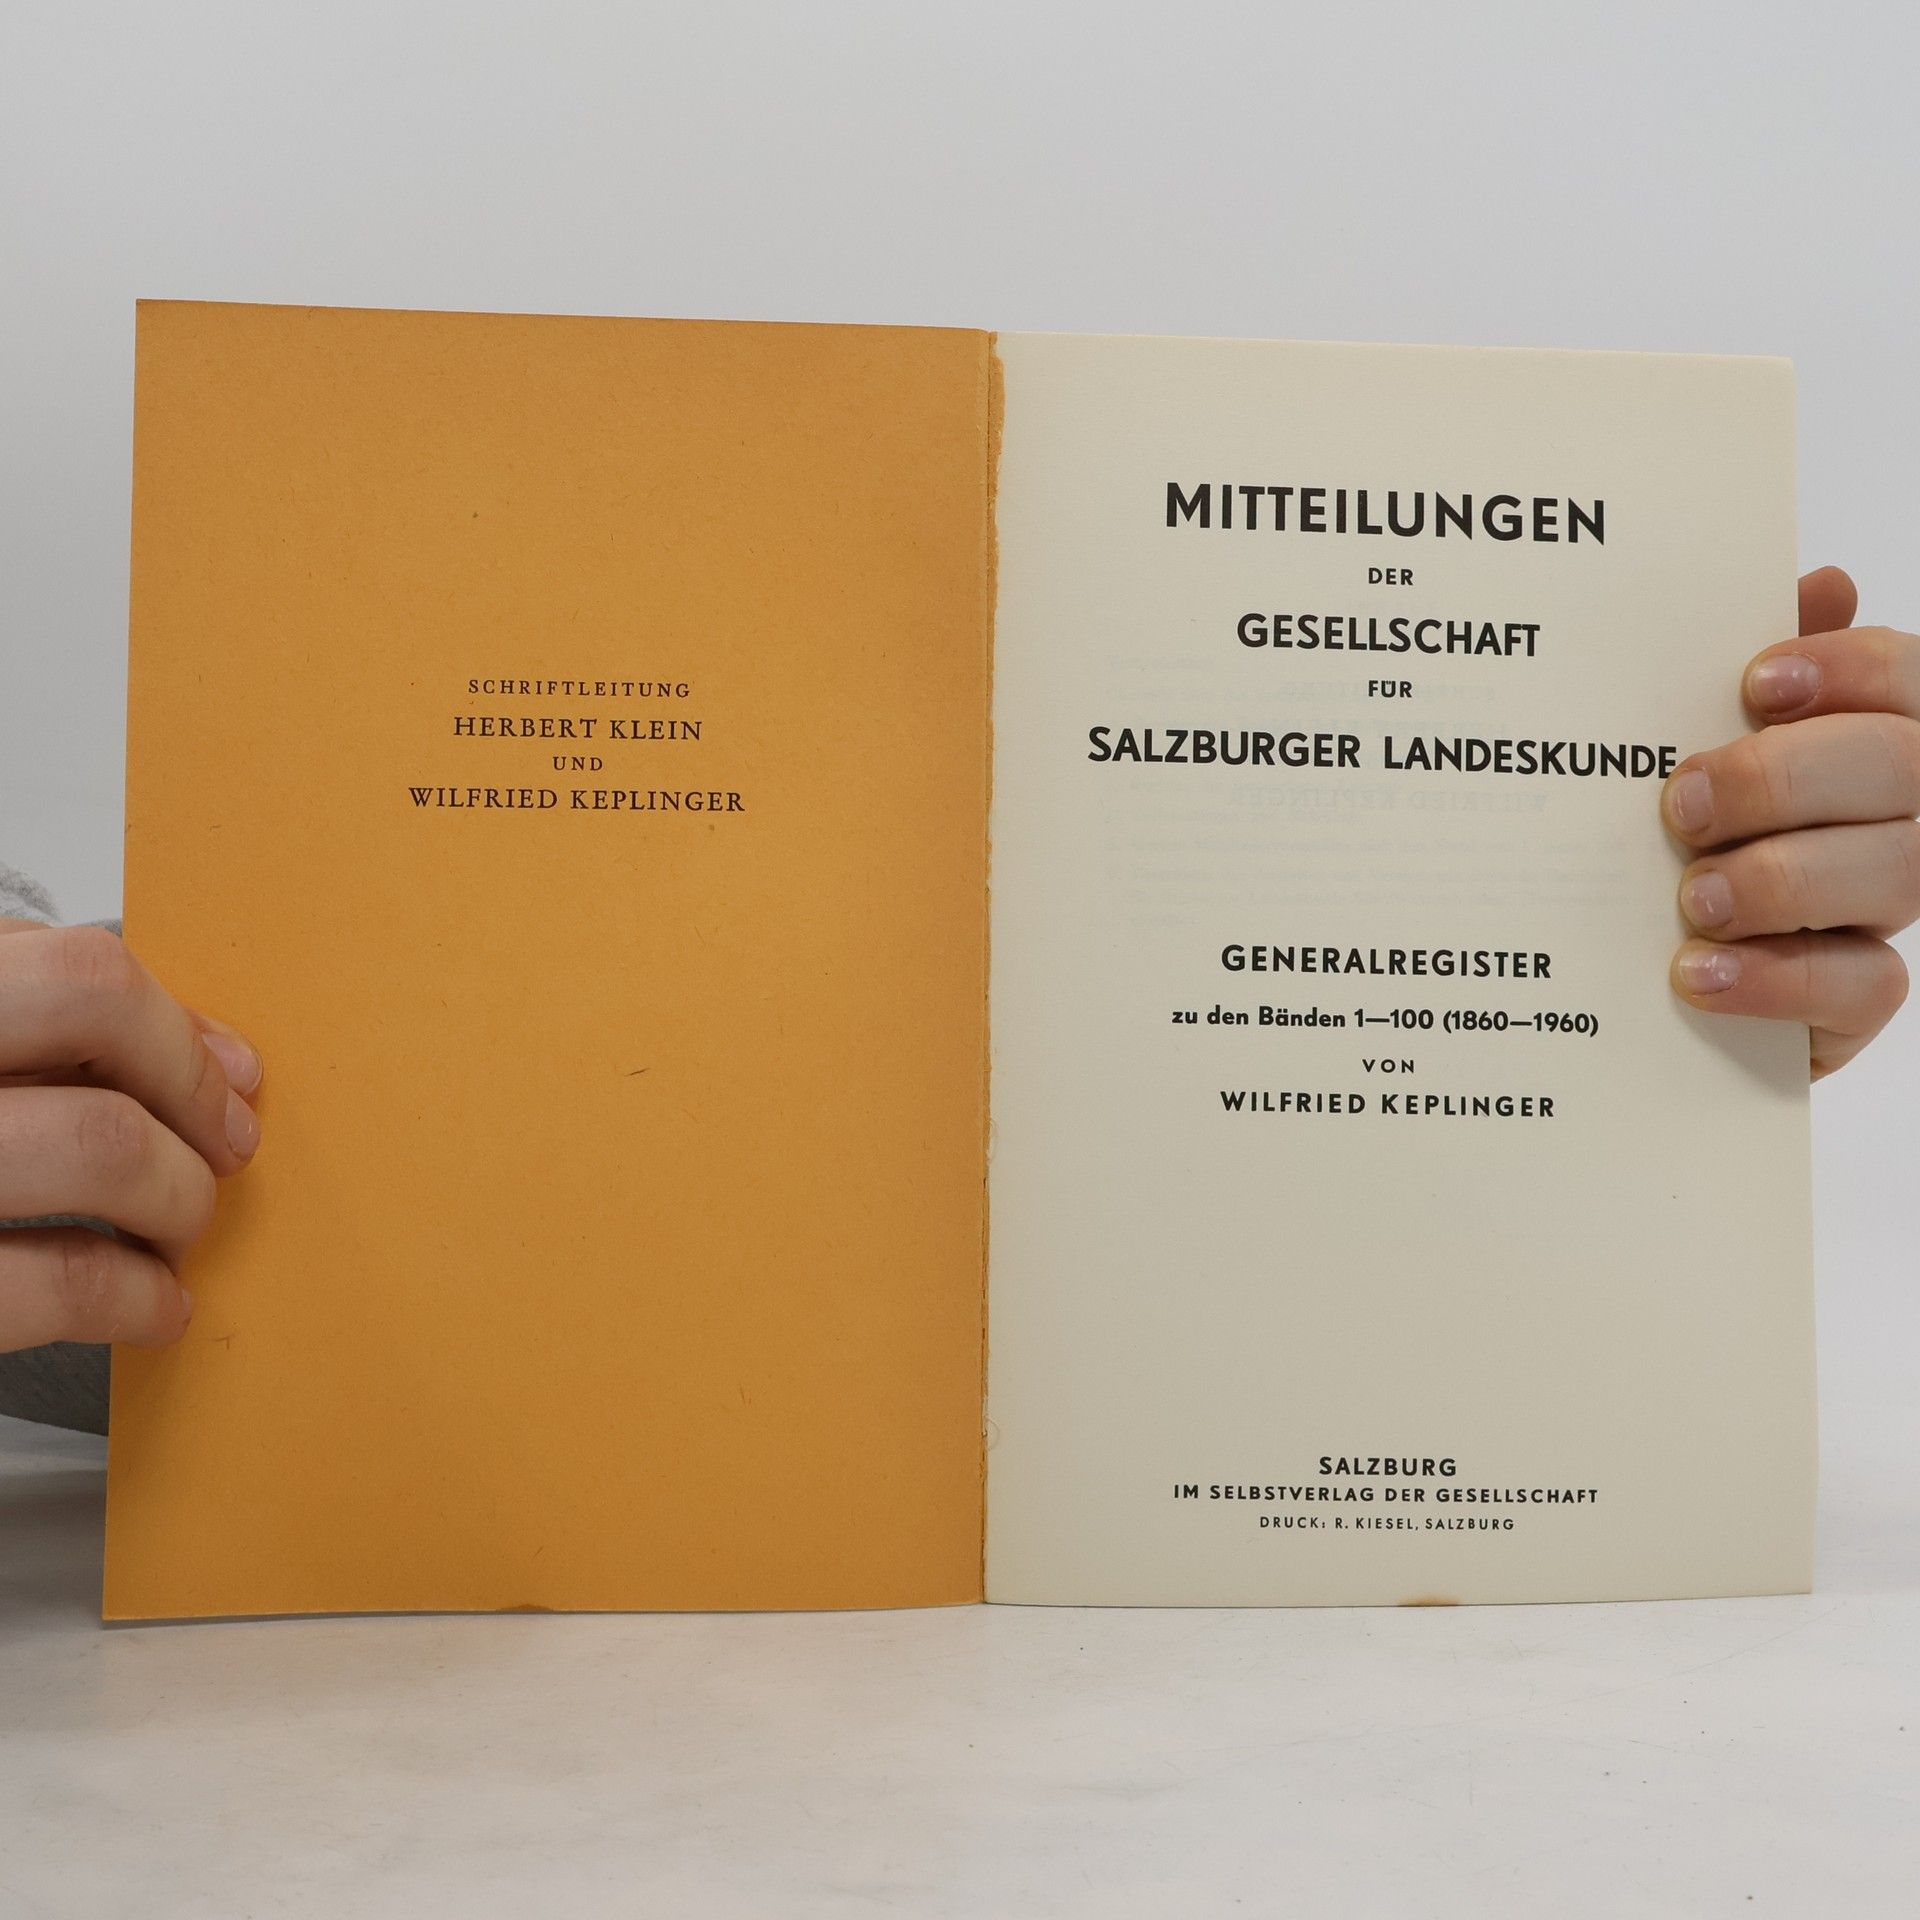 SCHRIFTLEITUNG
HERBERT KLEIN
UND
WILFRIED KEPLINGER
MITTEILUNGEN
DER
GESELLSCHAFT
FÜR
SALZBURGER LANDESKUNDE
GENERALREGISTER
zu den Bänden 1—100 (1860—1960)
VON
WILFRIED KEPLINGER
SALZBURG
IM SELBSTVERLAG DER GESELLSCHAFT
DRUCK: R. KIESEL, SALZBURG